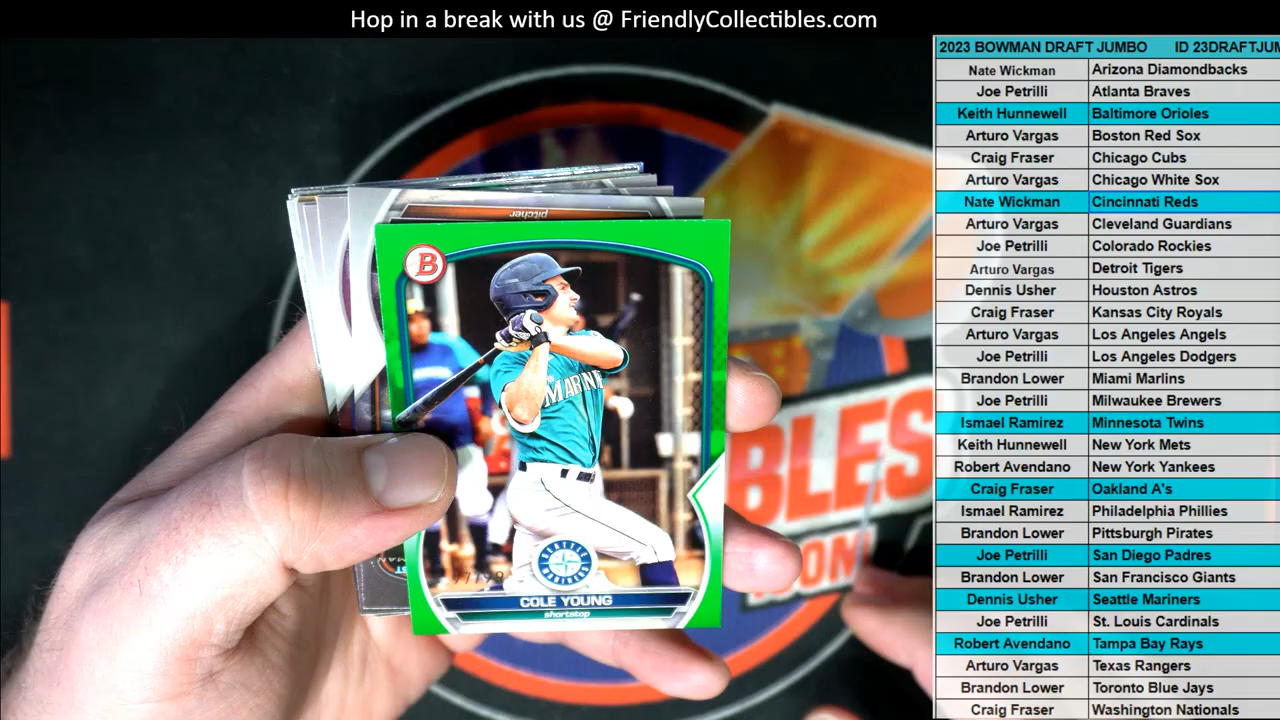 Hop in a break with us @ FriendlyCollectibles.com
2023 BOWMAN DRAFT JUMBO ID 23DRAFTJUM
Nate Wickman Arizona Diamondbacks
Joe Petrilli Atlanta Braves
Keith Hunnewell Baltimore Orioles
Arturo Vargas Boston Red Sox
Craig Fraser Chicago Cubs
Arturo Vargas Chicago White Sox
Nate Wickman Cincinnati Reds
Arturo Vargas Cleveland Guardians
Joe Petrilli Colorado Rockies
Arturo Vargas Detroit Tigers
Dennis Usher Houston Astros
Craig Fraser Kansas City Royals
Arturo Vargas Los Angeles Angels
Joe Petrilli Los Angeles Dodgers
Brandon Lower Miami Marlins
Joe Petrilli Milwaukee Brewers
Ismael Ramirez Minnesota Twins
Keith Hunnewell New York Mets
Robert Avendano New York Yankees
Craig Fraser Oakland A's
Ismael Ramirez Philadelphia Phillies
Brandon Lower Pittsburgh Pirates
Joe Petrilli San Diego Padres
Brandon Lower San Francisco Giants
Dennis Usher Seattle Mariners
Joe Petrilli St. Louis Cardinals
Robert Avendano Tampa Bay Rays
Arturo Vargas Texas Rangers
Brandon Lower Toronto Blue Jays
Craig Fraser Washington Nationals
pitcher
B
MARINE
SEATTLE
MARINERS
COLE YOUNG
shortstop
BLES